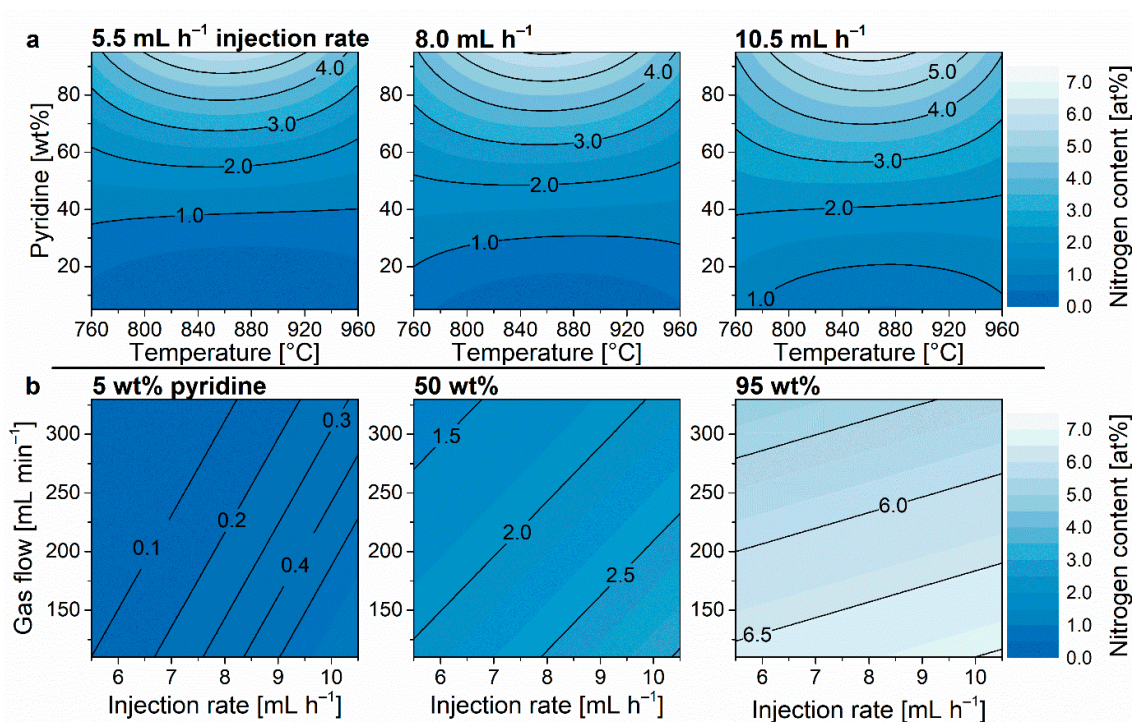 a
5.5 mL h⁻¹ injection rate
8.0 mL h⁻¹
10.5 mL h⁻¹
Pyridine [wt%]
80
60
40
20
4.0
3.0
2.0
1.0
4.0
3.0
2.0
1.0
5.0
4.0
3.0
2.0
1.0
7.0
6.0
5.0
4.0
3.0
2.0
1.0
0.0
Nitrogen content [at%]
760 800 840 880 920 960
760 800 840 880 920 960
760 800 840 880 920 960
Temperature [°C]
Temperature [°C]
Temperature [°C]
b
5 wt% pyridine
50 wt%
95 wt%
Gas flow [mL min⁻¹]
300
250
200
150
0.1
0.2
0.3
0.4
1.5
2.0
2.5
6.0
6.5
7.0
6.0
5.0
4.0
3.0
2.0
1.0
0.0
Nitrogen content [at%]
6 7 8 9 10
6 7 8 9 10
6 7 8 9 10
Injection rate [mL h⁻¹]
Injection rate [mL h⁻¹]
Injection rate [mL h⁻¹]